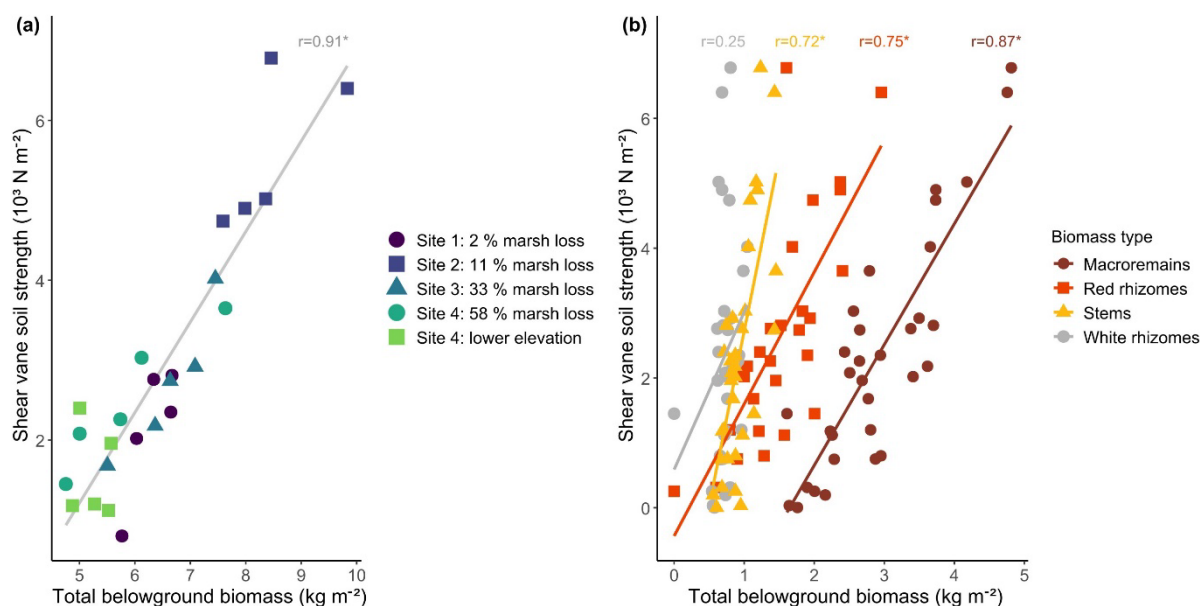 (a)
r=0.91*
Shear vane soil strength (10³ N m⁻²)
6
4
2
5 6 7 8 9 10
Total belowground biomass (kg m⁻²)
Site 1: 2 % marsh loss
Site 2: 11 % marsh loss
Site 3: 33 % marsh loss
Site 4: 58 % marsh loss
Site 4: lower elevation
(b)
r=0.25 r=0.72* r=0.75* r=0.87*
Shear vane soil strength (10³ N m⁻²)
6
4
2
0
0 1 2 3 4 5
Total belowground biomass (kg m⁻²)
Biomass type
Macroremains
Red rhizomes
Stems
White rhizomes